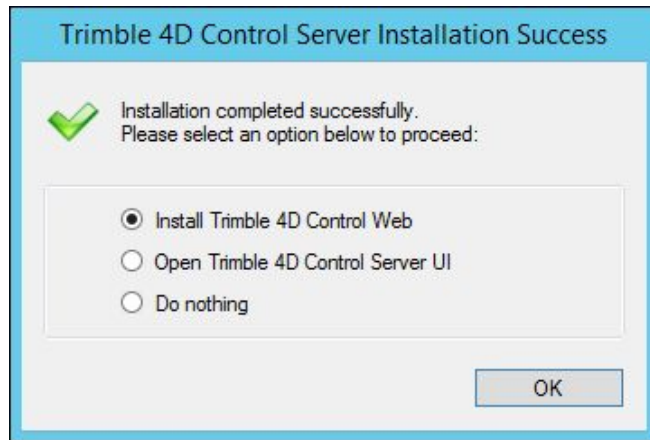 Trimble 4D Control Server Installation Success
Installation completed successfully.
Please select an option below to proceed:
Install Trimble 4D Control Web
Open Trimble 4D Control Server UI
Do nothing
OK